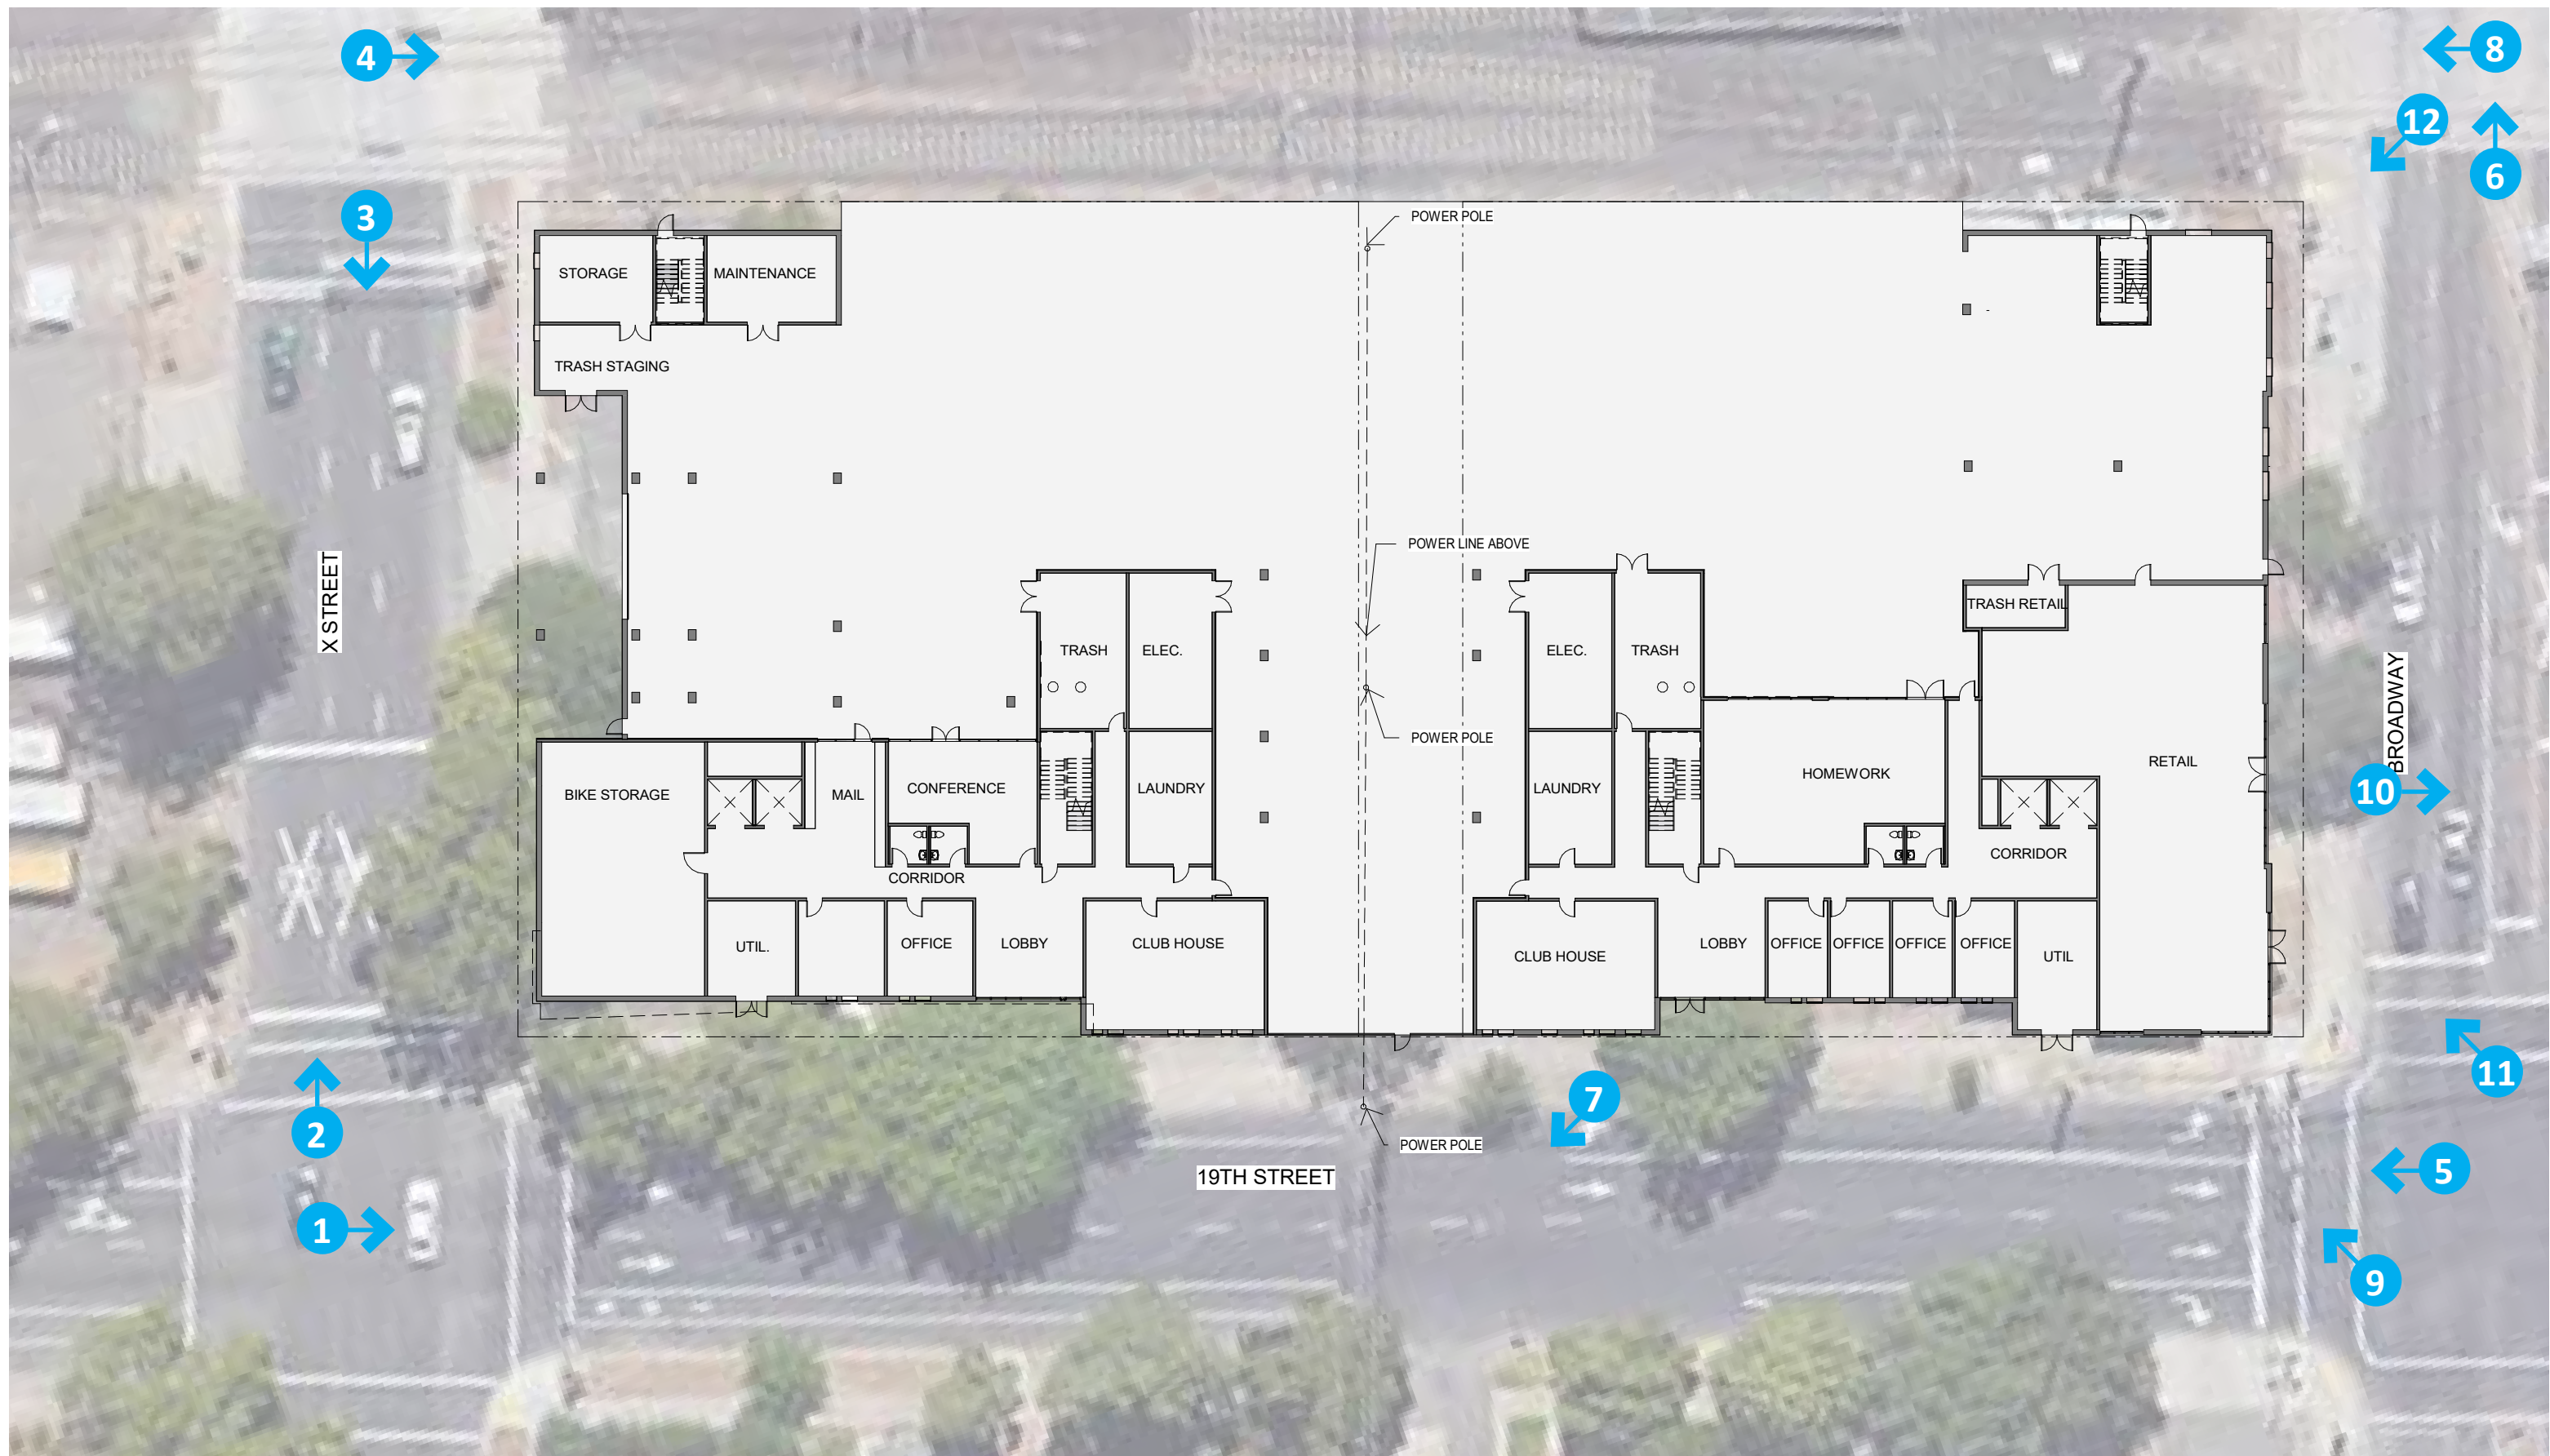 4
8
12
6
3
POWER POLE
STORAGE
MAINTENANCE
TRASH STAGING
POWER LINE ABOVE
X STREET
TRASH RETAIL
TRASH
ELEC.
ELEC.
TRASH
BROADWAY
POWER POLE
RETAIL
HOMEWORK
BIKE STORAGE
MAIL
CONFERENCE
LAUNDRY
LAUNDRY
10
CORRIDOR
CORRIDOR
UTIL.
OFFICE
LOBBY
CLUB HOUSE
CLUB HOUSE
LOBBY
OFFICE
OFFICE
OFFICE
OFFICE
UTIL
11
7
2
POWER POLE
5
19TH STREET
1
9